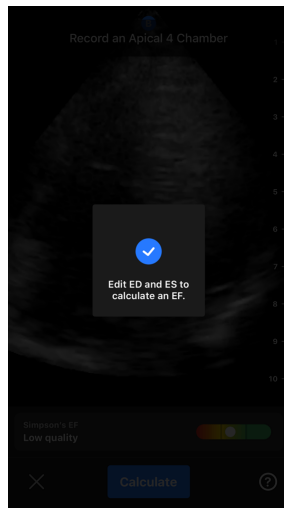 Record an Apical 4 Chamber
2
3
4
5
6
7
8
9
10
Edit ED and ES to
calculate an EF.
Simpson's EF
Low quality
Calculate
?